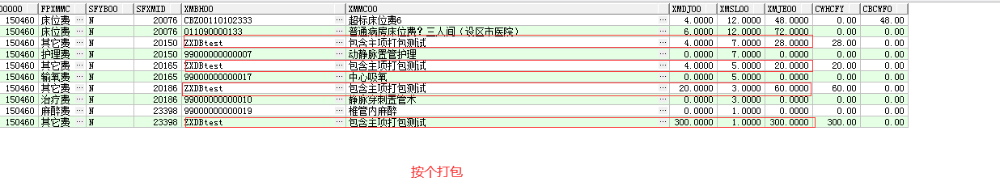 00000 FPXMMC SFYB00 SFXMID XMBH00 XMMC00 XMDJ00 XMSL00 XMJE00 CWHCFY CBCWF0
150460 床位费 ··· N 20076 CBZ00110102333 ··· 超标床位费6 ··· 4.0000 12.0000 48.0000 0.00 48.00
150460 床位费 ··· N 20076 011090000133 ··· 普通病房床位费?三人间（设区市医院） ··· 6.0000 12.0000 72.0000 0.00 0.00
150460 其它费 ··· N 20150 ZXDBtest ··· 包含主项打包测试 ··· 4.0000 7.0000 28.0000 28.00 0.00
150460 护理费 ··· N 20150 99000000000007 ··· 动静脉置管护理 ··· 0.0000 7.0000 0.0000 0.00 0.00
150460 其它费 ··· N 20165 ZXDBtest ··· 包含主项打包测试 ··· 4.0000 5.0000 20.0000 20.00 0.00
150460 输氧费 ··· N 20165 99000000000017 ··· 中心吸氧 ··· 0.0000 5.0000 0.0000 0.00 0.00
150460 其它费 ··· N 20186 ZXDBtest ··· 包含主项打包测试 ··· 20.0000 3.0000 60.0000 60.00 0.00
150460 治疗费 ··· N 20186 99000000000010 ··· 静脉穿刺置管术 ··· 0.0000 3.0000 0.0000 0.00 0.00
150460 麻醉费 ··· N 23398 99000000000019 ··· 椎管内麻醉 ··· 0.0000 1.0000 0.0000 0.00 0.00
150460 其它费 ··· N 23398 ZXDBtest ··· 包含主项打包测试 ··· 300.0000 1.0000 300.0000 300.00 0.00
按个打包